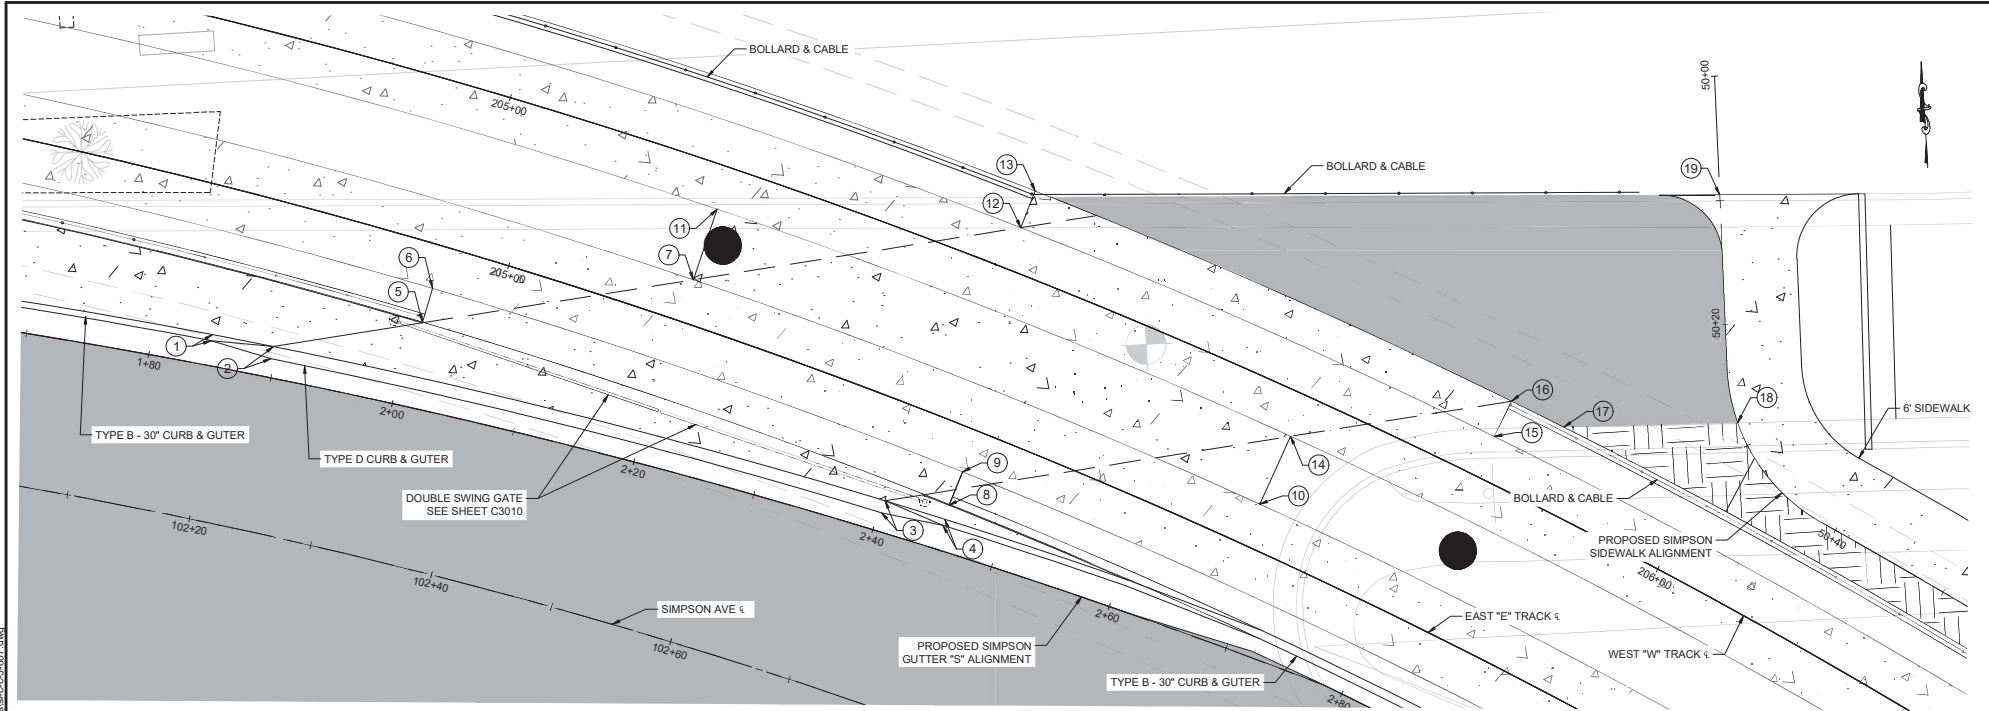 BOLLARD & CABLE
50+00
205+00
13
BOLLARD & CABLE
19
12
11
6
7
205+00
5
1
1+80
2
50+20
16
17
18
6' SIDEWALK
2+00
15
TYPE B - 30" CURB & GUTER
TYPE D CURB & GUTER
2+20
9
14
DOUBLE SWING GATE
SEE SHEET C3010
8
10
BOLLARD & CABLE
102+20
3
2+40
4
PROPOSED SIMPSON
SIDEWALK ALIGNMENT
50+40
102+40
206+00
SIMPSON AVE ℄
2+60
EAST "E" TRACK ℄
102+60
PROPOSED SIMPSON
GUTTER "S" ALIGNMENT
WEST "W" TRACK ℄
TYPE B - 30" CURB & GUTER
2+80